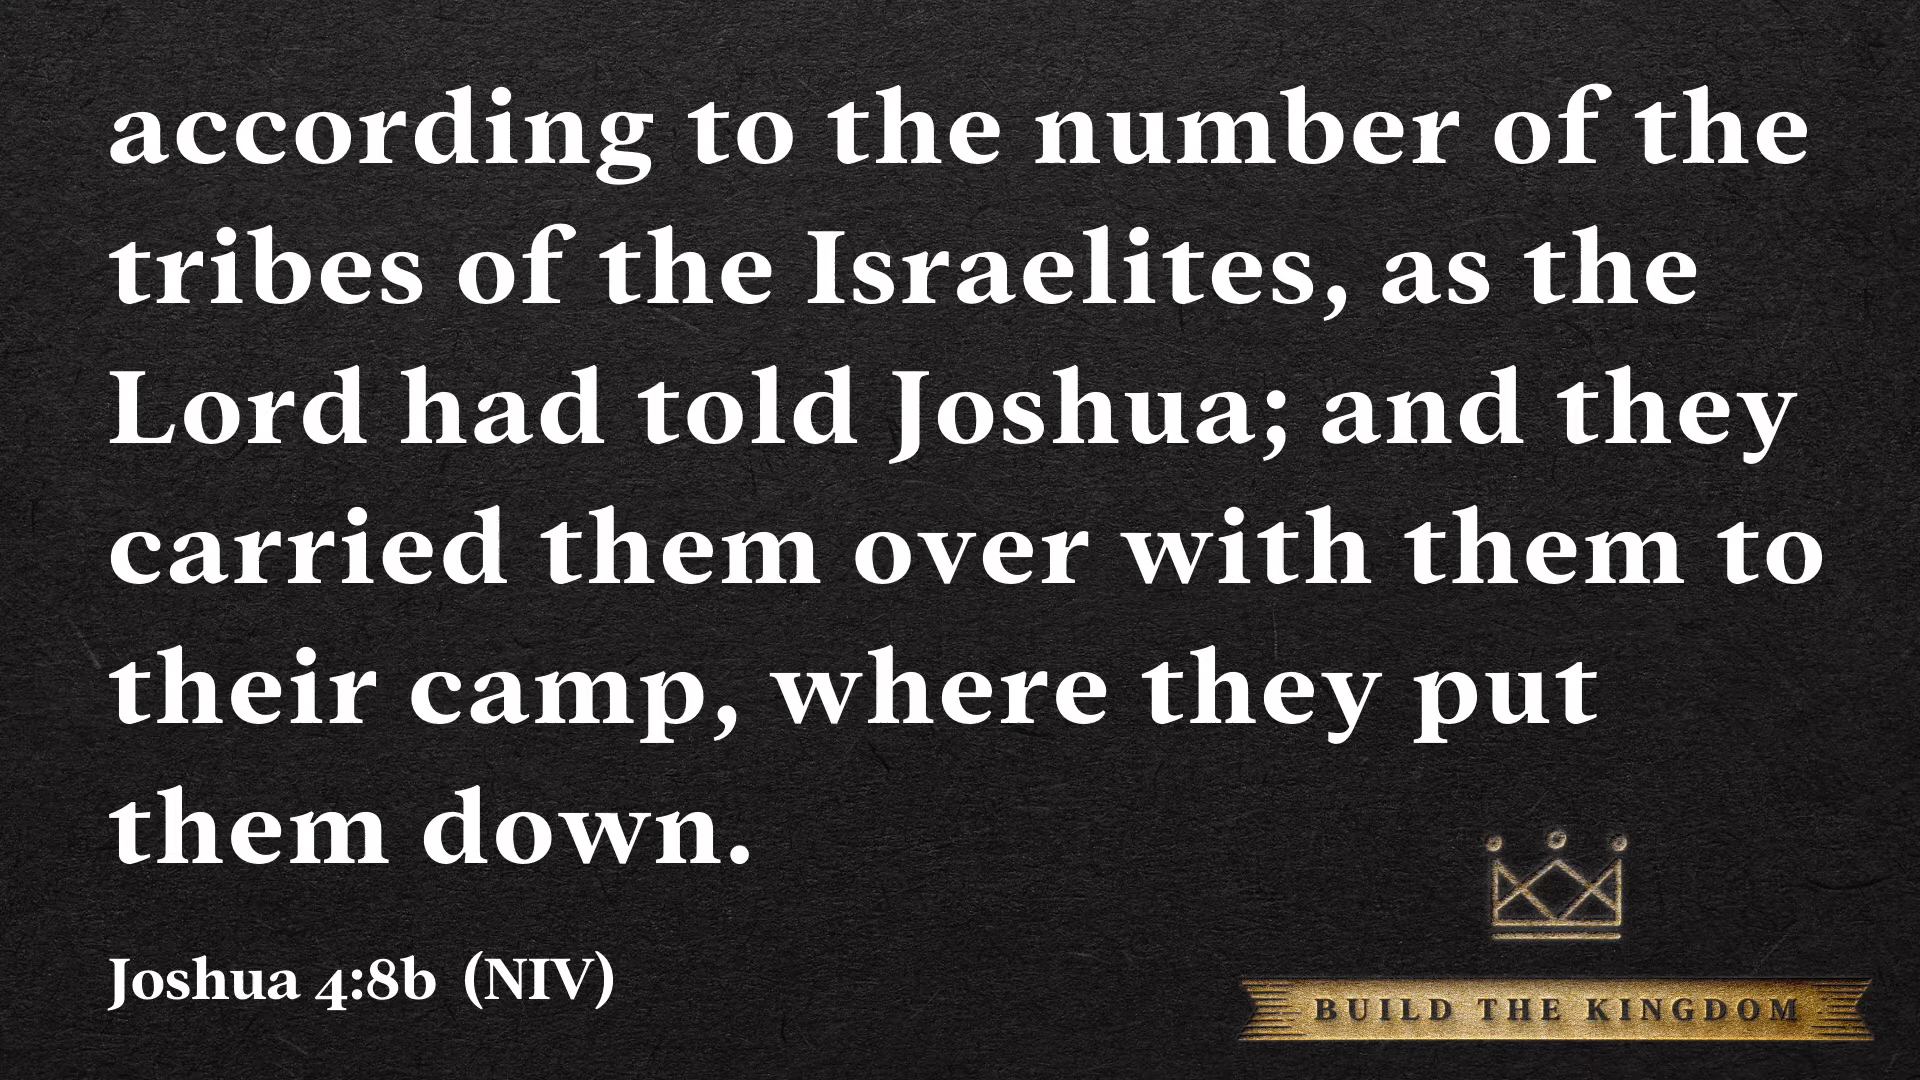 according to the number of the
tribes of the Israelites, as the
Lord had told Joshua; and they
carried them over with them to
their camp, where they put
them down.
Joshua 4:8b (NIV)
BUILD THE KINGDOM